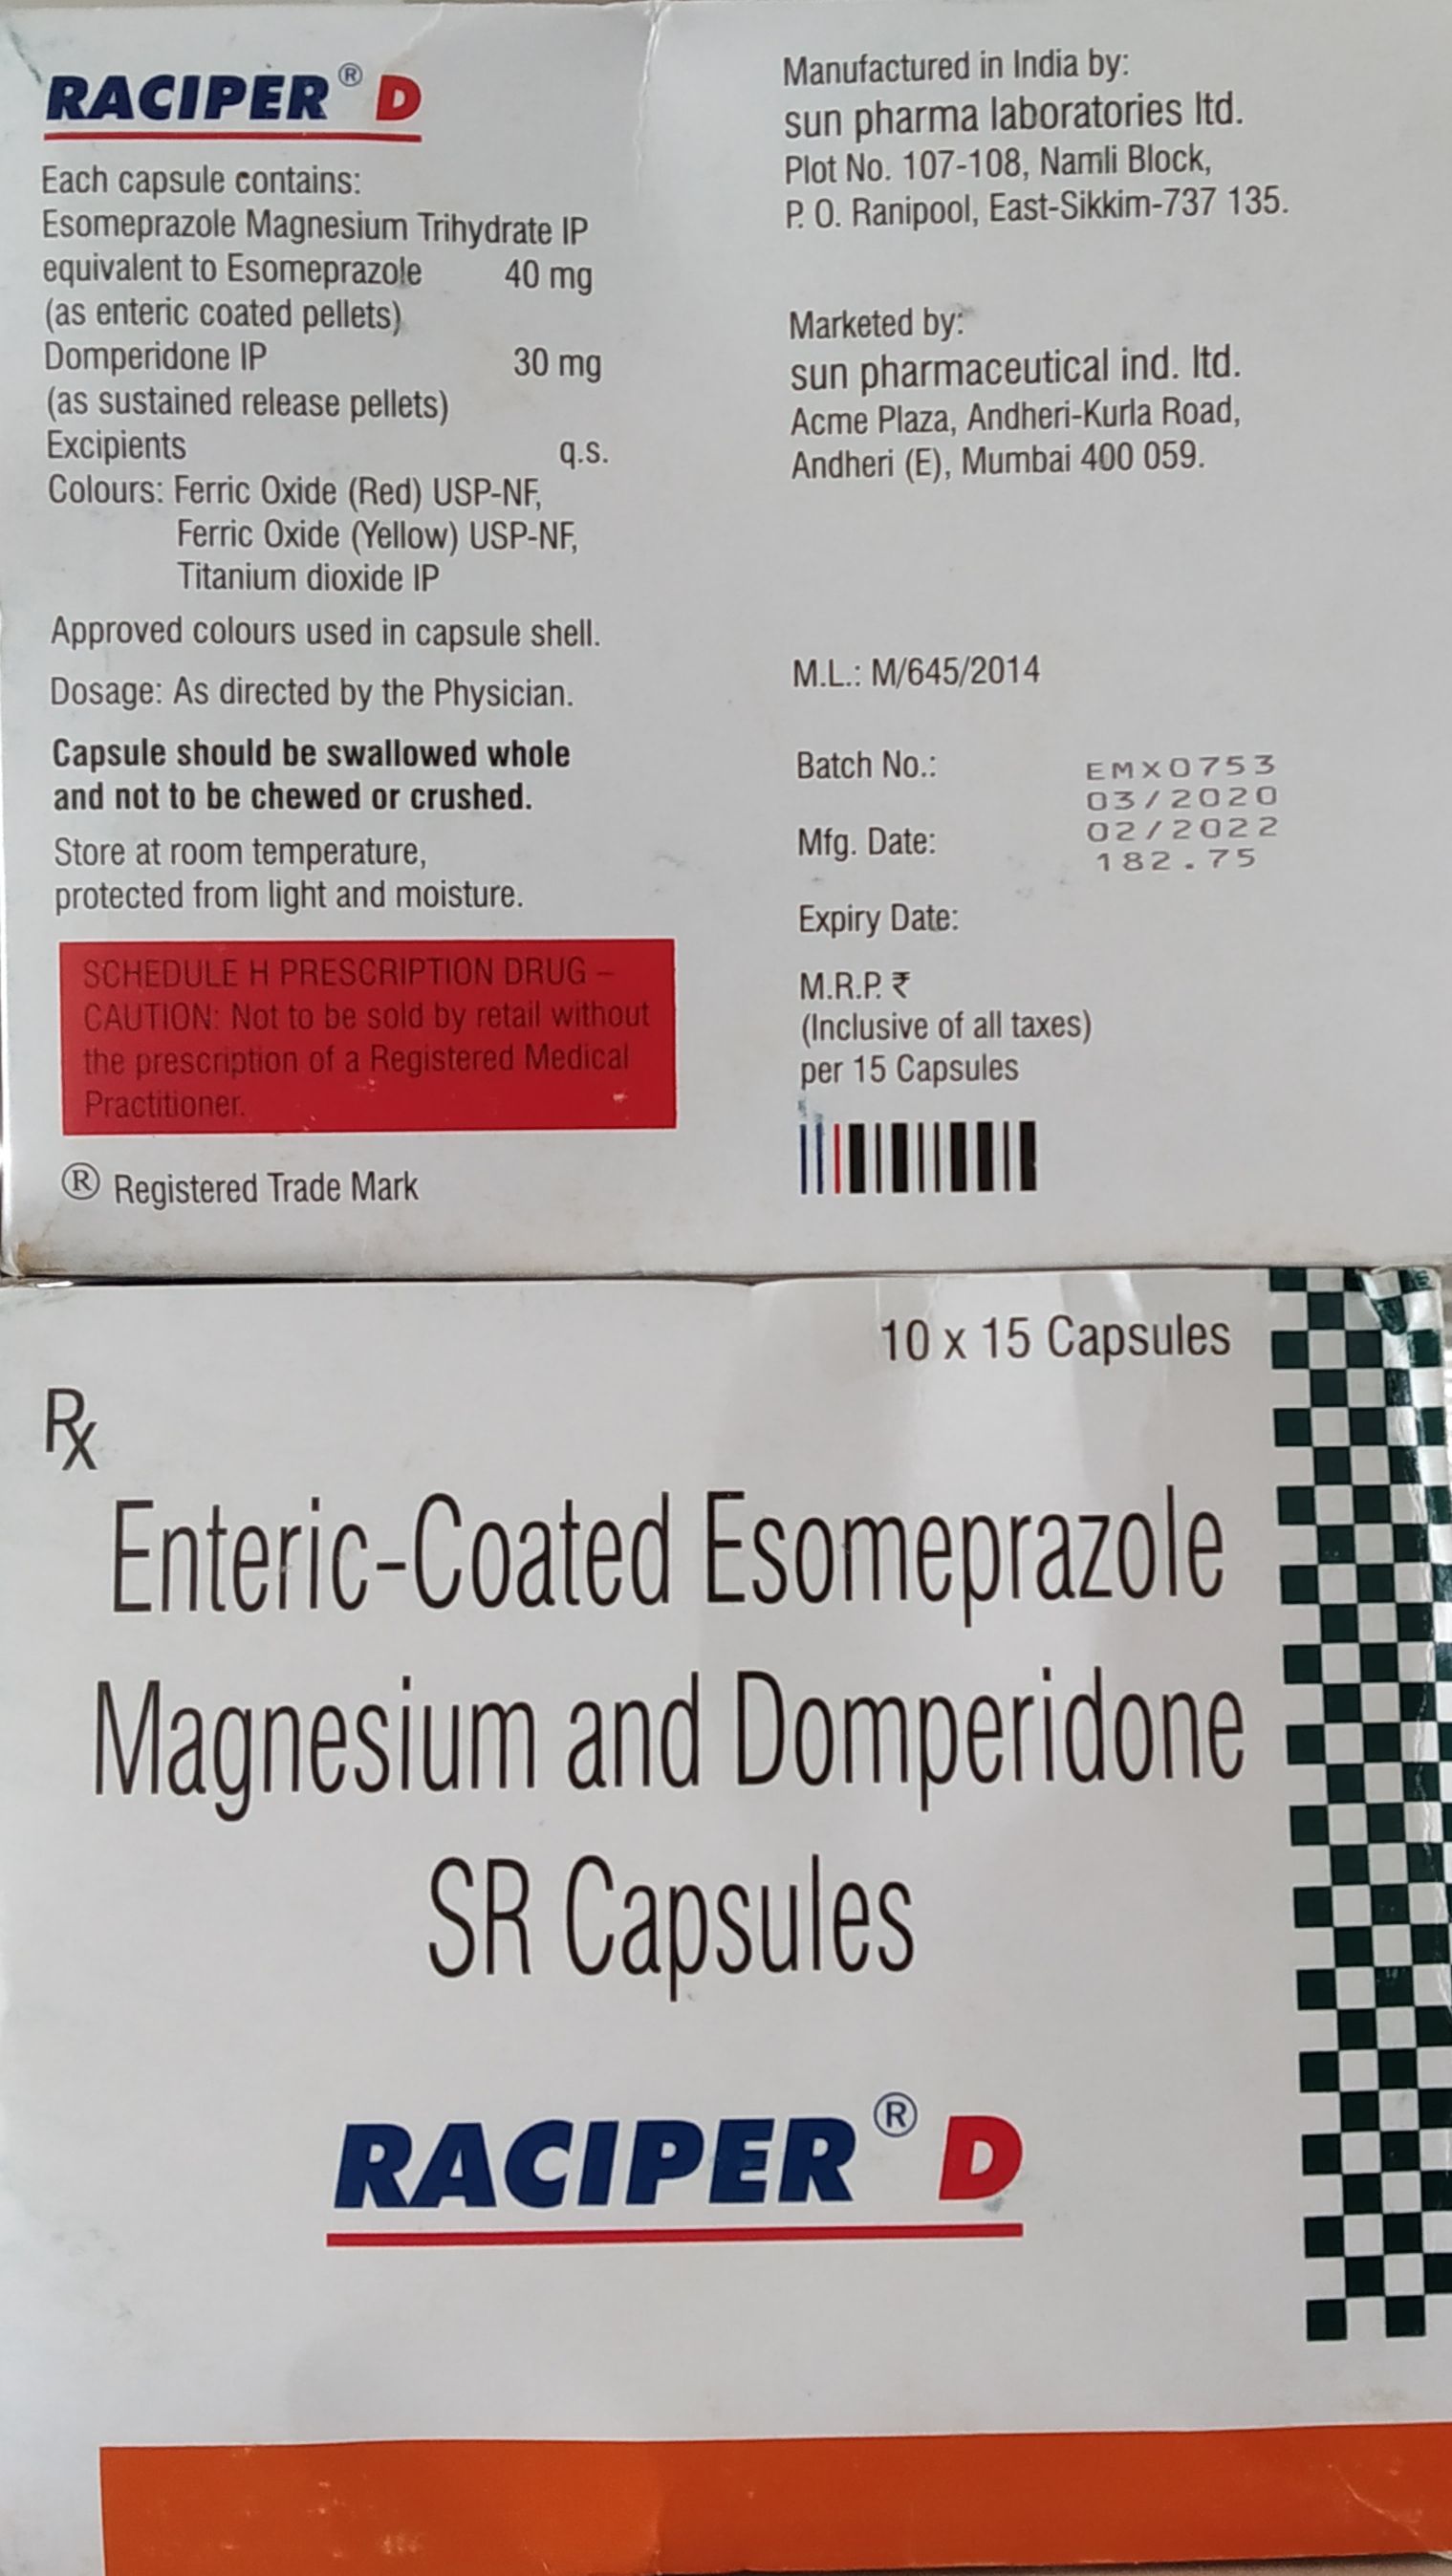 RACIPER® D
Each capsule contains:
Esomeprazole Magnesium Trihydrate IP
equivalent to Esomeprazole 40 mg
(as enteric coated pellets)
Domperidone IP 30 mg
(as sustained release pellets)
Excipients q.s.
Colours: Ferric Oxide (Red) USP-NF,
Ferric Oxide (Yellow) USP-NF,
Titanium dioxide IP
Approved colours used in capsule shell.
Dosage: As directed by the Physician.
Capsule should be swallowed whole
and not to be chewed or crushed.
Store at room temperature,
protected from light and moisture.
SCHEDULE H PRESCRIPTION DRUG –
CAUTION: Not to be sold by retail without
the prescription of a Registered Medical
Practitioner.
® Registered Trade Mark
Manufactured in India by:
sun pharma laboratories ltd.
Plot No. 107-108, Namli Block,
P. O. Ranipool, East-Sikkim-737 135.
Marketed by:
sun pharmaceutical ind. ltd.
Acme Plaza, Andheri-Kurla Road,
Andheri (E), Mumbai 400 059.
M.L.: M/645/2014
Batch No.: EMX0753
03/2020
Mfg. Date: 02/2022
182.75
Expiry Date:
M.R.P. ₹
(Inclusive of all taxes)
per 15 Capsules
10 x 15 Capsules
Rx
Enteric-Coated Esomeprazole
Magnesium and Domperidone
SR Capsules
RACIPER® D